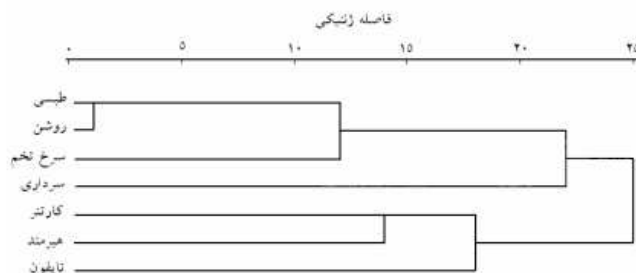 فاصله ژنتیکی
۰ ۵ ۱۰ ۱۵ ۲۰ ۲۵
طبسی
روشن
سرخ تخم
سرداری
کارتنر
هیرمند
تایفون